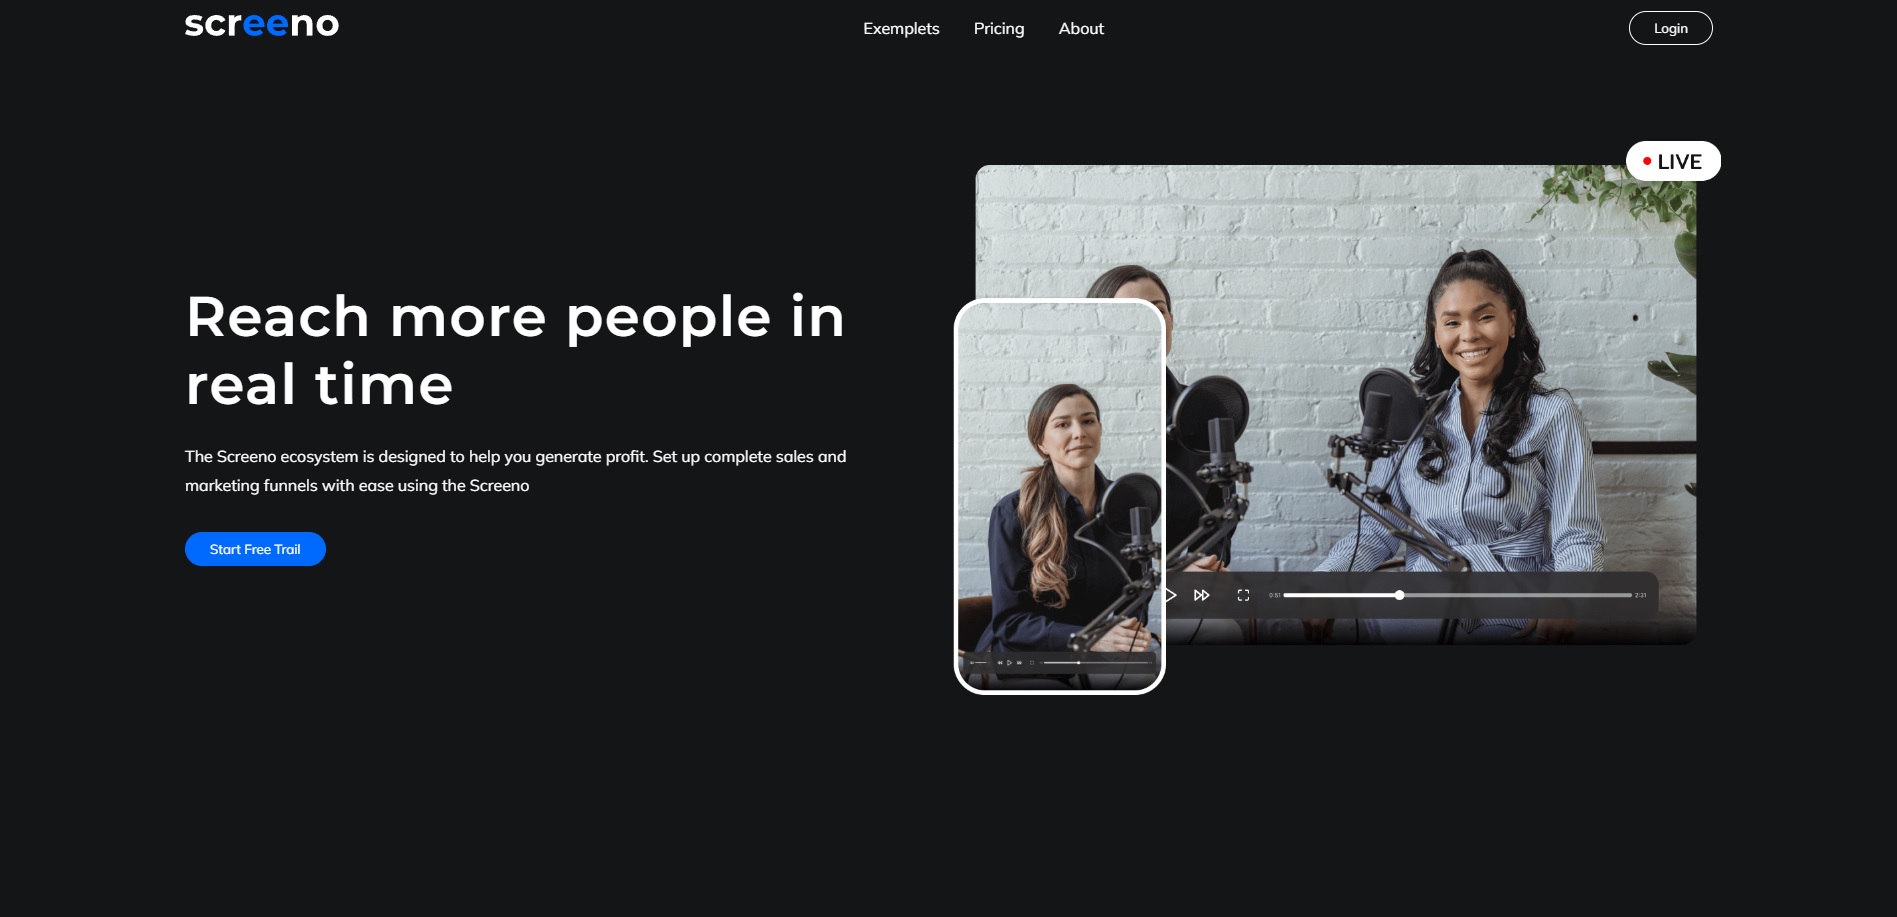 screeno
Exemplets
Pricing
About
Login
LIVE
Reach more people in
real time
The Screeno ecosystem is designed to help you generate profit. Set up complete sales and
marketing funnels with ease using the Screeno
Start Free Trail
0:51
2:31